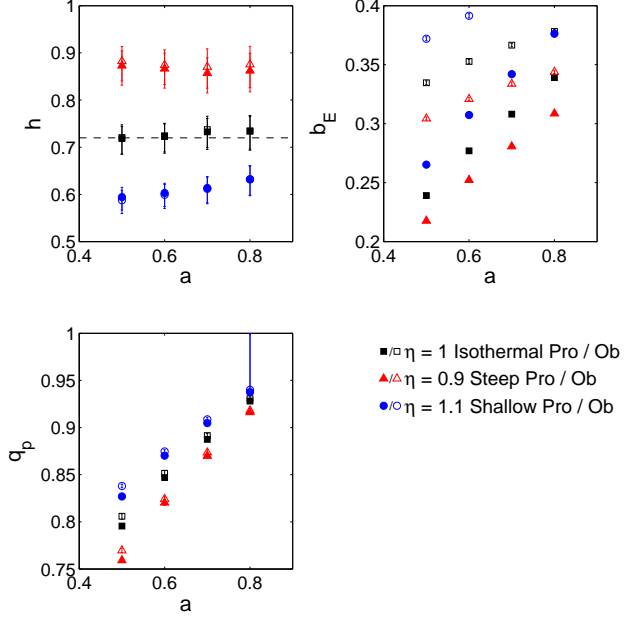 1
0.9
0.8
0.7
0.6
0.5
h
0.4 0.6 0.8
a
0.4
0.35
0.3
0.25
0.2
b_E
0.4 0.6 0.8
a
1
0.95
0.9
0.85
0.8
0.75
q_p
0.4 0.6 0.8
a
/ η = 1 Isothermal Pro / Ob
/ η = 0.9 Steep Pro / Ob
/ η = 1.1 Shallow Pro / Ob